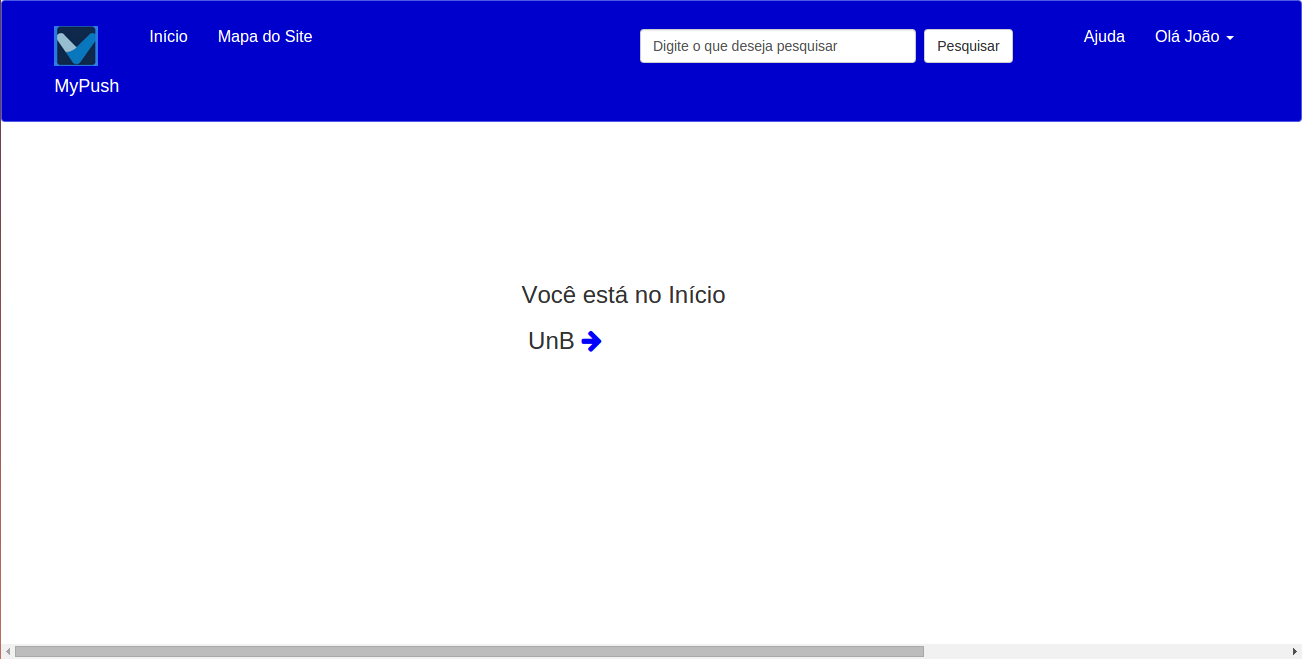 Início
Mapa do Site
Digite o que deseja pesquisar
Pesquisar
Ajuda
Olá João
MyPush
Você está no Início
UnB